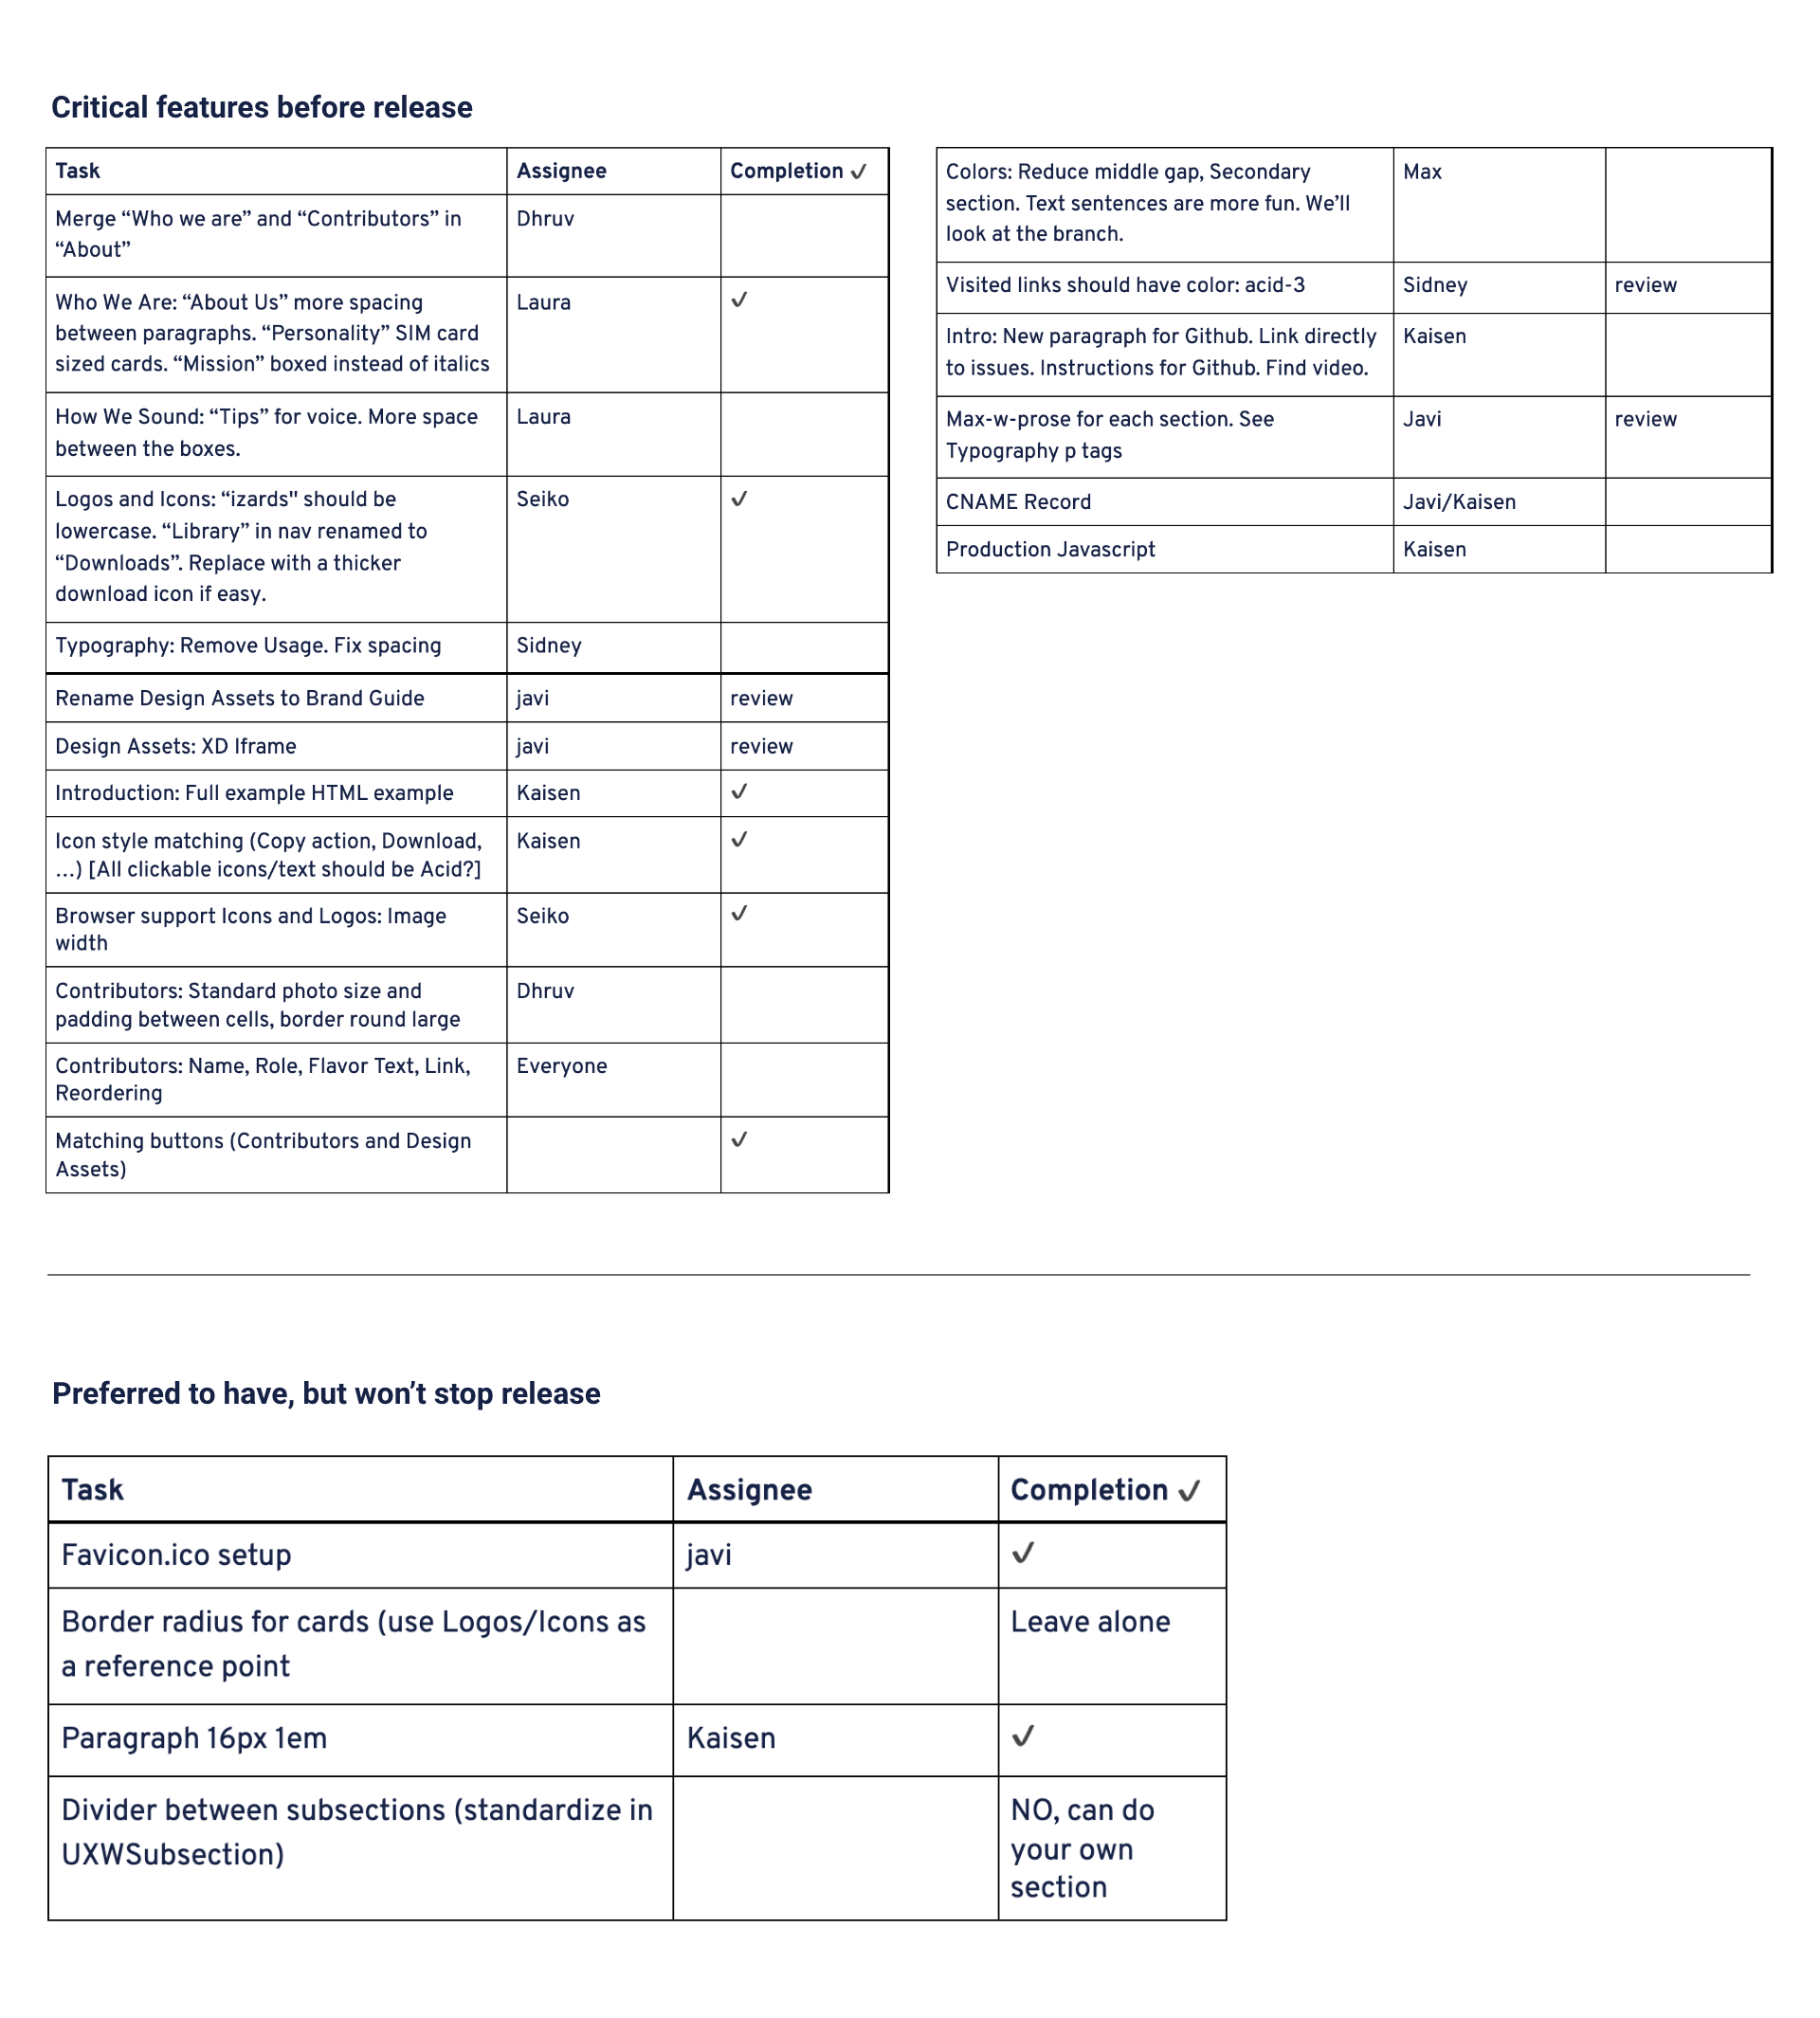 Critical features before release
Task Assignee Completion ✓
Merge “Who we are” and “Contributors” in Dhruv
“About”
Who We Are: “About Us” more spacing Laura ✓
between paragraphs. “Personality” SIM card
sized cards. “Mission” boxed instead of italics
How We Sound: “Tips” for voice. More space Laura
between the boxes.
Logos and Icons: “izards" should be Seiko ✓
lowercase. “Library” in nav renamed to
“Downloads”. Replace with a thicker
download icon if easy.
Typography: Remove Usage. Fix spacing Sidney
Rename Design Assets to Brand Guide javi review
Design Assets: XD Iframe javi review
Introduction: Full example HTML example Kaisen ✓
Icon style matching (Copy action, Download, Kaisen ✓
...) [All clickable icons/text should be Acid?]
Browser support Icons and Logos: Image Seiko ✓
width
Contributors: Standard photo size and Dhruv
padding between cells, border round large
Contributors: Name, Role, Flavor Text, Link, Everyone
Reordering
Matching buttons (Contributors and Design ✓
Assets)
Colors: Reduce middle gap, Secondary Max
section. Text sentences are more fun. We’ll
look at the branch.
Visited links should have color: acid-3 Sidney review
Intro: New paragraph for Github. Link directly Kaisen
to issues. Instructions for Github. Find video.
Max-w-prose for each section. See Javi review
Typography p tags
CNAME Record Javi/Kaisen
Production Javascript Kaisen
Preferred to have, but won’t stop release
Task Assignee Completion ✓
Favicon.ico setup javi ✓
Border radius for cards (use Logos/Icons as Leave alone
a reference point
Paragraph 16px 1em Kaisen ✓
Divider between subsections (standardize in NO, can do
UXWSubsection) your own
section